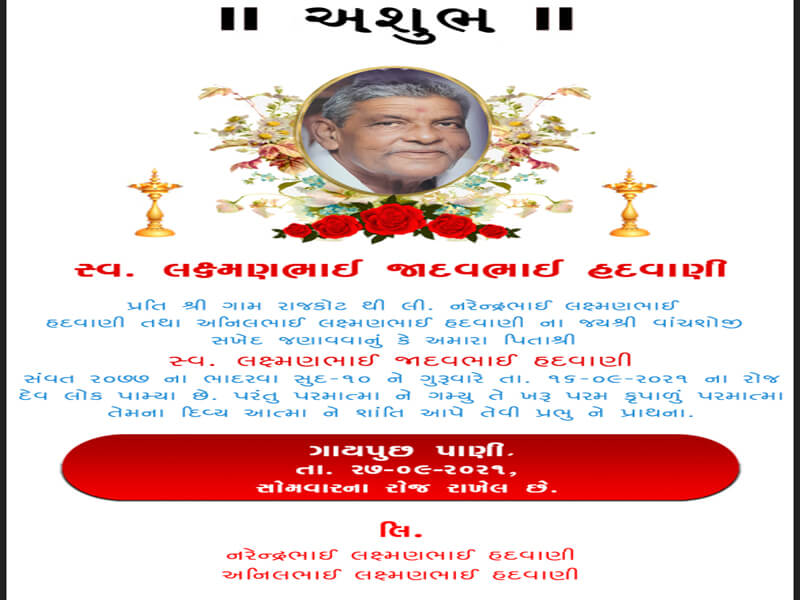 ॥ અશુભ ॥
સ્વ. લક્ષ્મણભાઈ જાદવભાઈ હદવાણી
પ્રતિ શ્રી ગામ રાજકોટ થી લી. નરેન્દ્રભાઈ લક્ષ્મણભાઈ
હદવાણી તથા અનિલભાઈ લક્ષ્મણભાઈ હદવાણી ના જયશ્રી વાંચશોજી
સખેદ જણાવવાનું કે અમારા પિતાશ્રી
સ્વ. લક્ષ્મણભાઈ જાદવભાઈ હદવાણી
સંવત ૨૦૭૭ ના ભાદરવા સુદ-૧૦ ને ગુરૂવારે તા. ૧૬-૦૯-૨૦૨૧ ના રોજ
દેવ લોક પામ્યા છે. પરંતુ પરમાત્મા ને ગમ્યુ તે ખરૂ પરમ કૃપાળું પરમાત્મા
તેમના દિવ્ય આત્મા ને શાંતિ આપે તેવી પ્રભુ ને પ્રાથના.
ગાયપુછ પાણી,
તા. ૨૭-૦૯-૨૦૨૧,
સોમવારના રોજ રાખેલ છે.
લિ.
નરેન્દ્રભાઈ લક્ષ્મણભાઈ હદવાણી
અનિલભાઈ લક્ષ્મણભાઈ હદવાણી